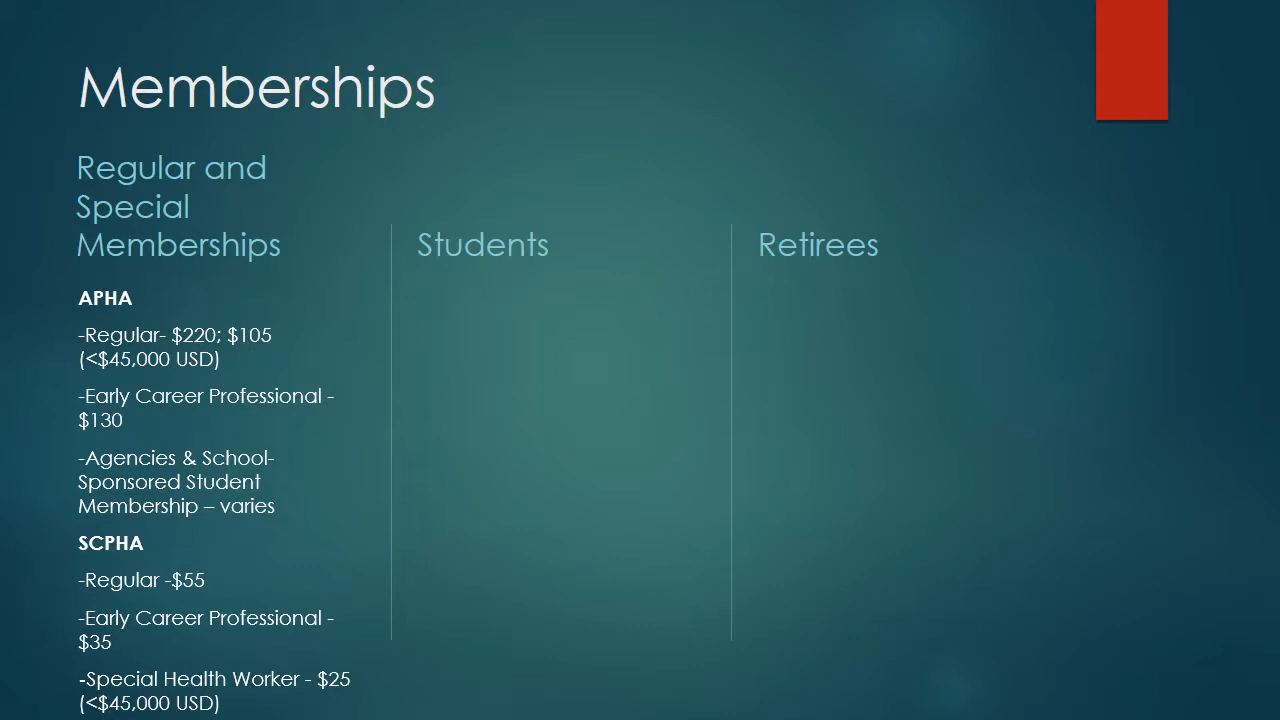 Memberships
Regular and
Special
Memberships
APHA
-Regular- $220; $105
(<$45,000 USD)
-Early Career Professional -
$130
-Agencies & School-
Sponsored Student
Membership – varies
SCPHA
-Regular -$55
-Early Career Professional -
$35
-Special Health Worker - $25
(<$45,000 USD)
Students
Retirees